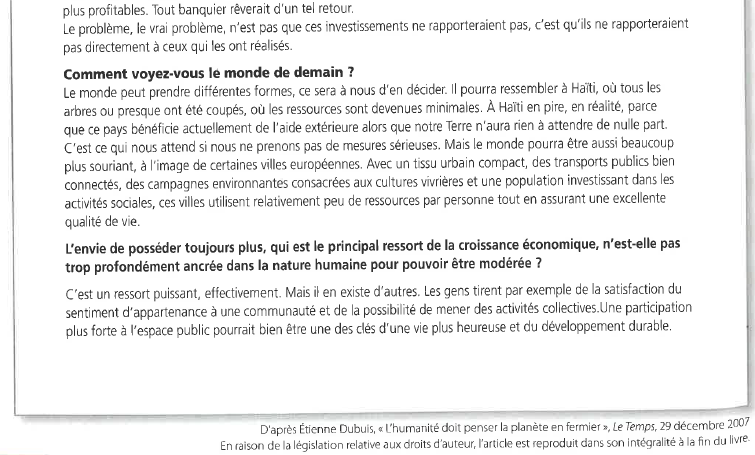 plus profitables. Tout banquier rêverait d'un tel retour.
Le problème, le vrai problème, n'est pas que ces investissements ne rapporteraient pas, c'est qu'ils ne rapporteraient
pas directement à ceux qui les ont réalisés.
Comment voyez-vous le monde de demain ?
Le monde peut prendre différentes formes, ce sera à nous d'en décider. Il pourra ressembler à Haïti, où tous les
arbres ou presque ont été coupés, où les ressources sont devenues minimales. À Haïti en pire, en réalité, parce
que ce pays bénéficie actuellement de l'aide extérieure alors que notre Terre n'aura rien à attendre de nulle part.
C'est ce qui nous attend si nous ne prenons pas de mesures sérieuses. Mais le monde pourra être aussi beaucoup
plus souriant, à l'image de certaines villes européennes. Avec un tissu urbain compact, des transports publics bien
connectés, des campagnes environnantes consacrées aux cultures vivrières et une population investissant dans les
activités sociales, ces villes utilisent relativement peu de ressources par personne tout en assurant une excellente
qualité de vie.
L'envie de posséder toujours plus, qui est le principal ressort de la croissance économique, n'est-elle pas
trop profondément ancrée dans la nature humaine pour pouvoir être modérée ?
C'est un ressort puissant, effectivement. Mais il en existe d'autres. Les gens tirent par exemple de la satisfaction du
sentiment d'appartenance à une communauté et de la possibilité de mener des activités collectives.Une participation
plus forte à l'espace public pourrait bien être une des clés d'une vie plus heureuse et du développement durable.
D'après Étienne Dubuis, « L'humanité doit penser la planète en fermier », Le Temps, 29 décembre 2007
En raison de la législation relative aux droits d'auteur, l'article est reproduit dans son intégralité à la fin du livre.